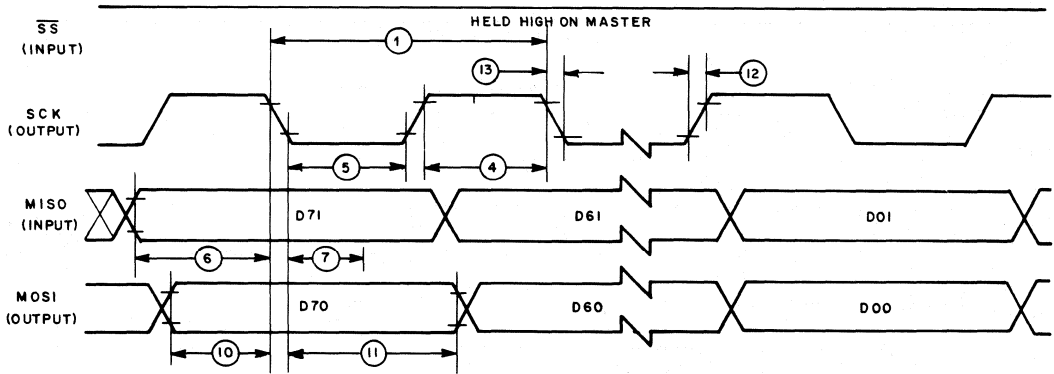 SS
(INPUT)
HELD HIGH ON MASTER
1
13
12
SCK
(OUTPUT)
5
4
MISO
(INPUT)
D71
D61
D01
6
7
MOSI
(OUTPUT)
D70
D60
D00
10
11